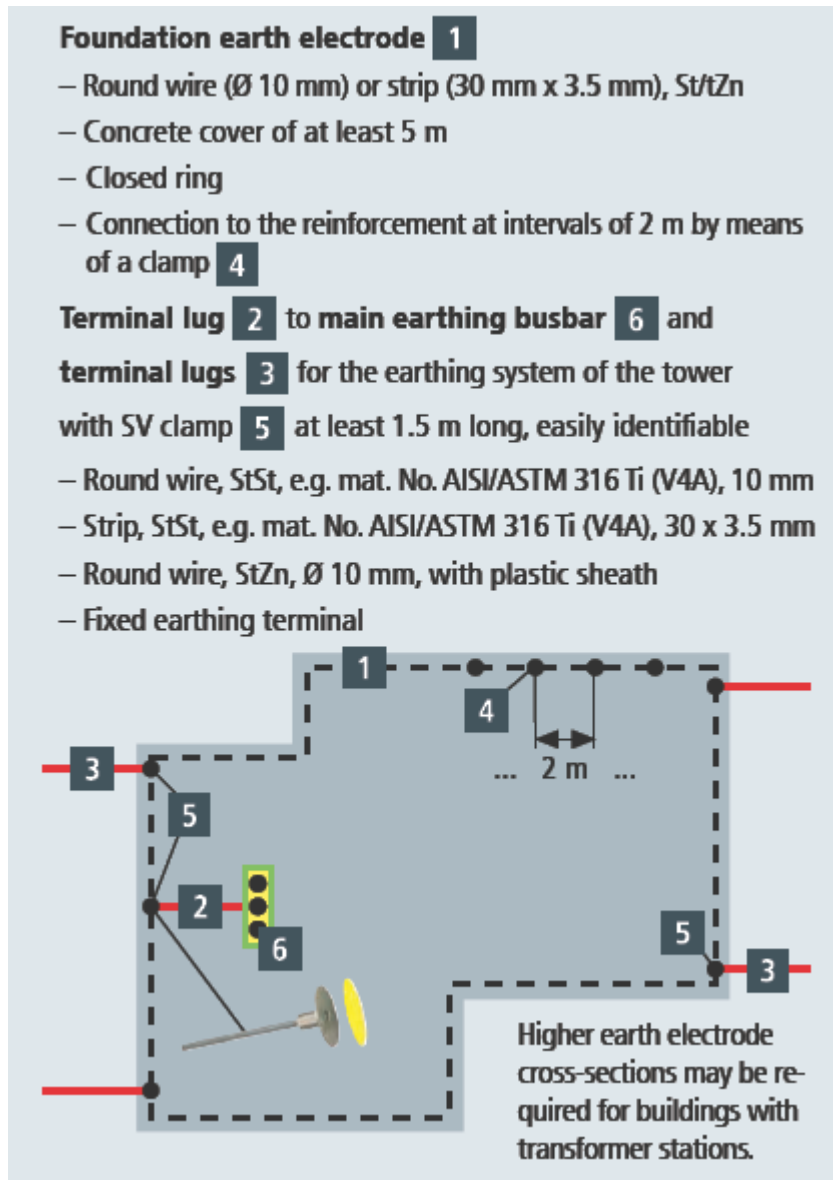 Foundation earth electrode 1
– Round wire (Ø 10 mm) or strip (30 mm x 3.5 mm), St/tZn
– Concrete cover of at least 5 m
– Closed ring
– Connection to the reinforcement at intervals of 2 m by means
of a clamp 4
Terminal lug 2 to main earthing busbar 6 and
terminal lugs 3 for the earthing system of the tower
with SV clamp 5 at least 1.5 m long, easily identifiable
– Round wire, StSt, e.g. mat. No. AISI/ASTM 316 Ti (V4A), 10 mm
– Strip, StSt, e.g. mat. No. AISI/ASTM 316 Ti (V4A), 30 x 3.5 mm
– Round wire, StZn, Ø 10 mm, with plastic sheath
– Fixed earthing terminal
1
4
... 2 m ...
3
5
2
6
5
3
Higher earth electrode
cross-sections may be re-
quired for buildings with
transformer stations.